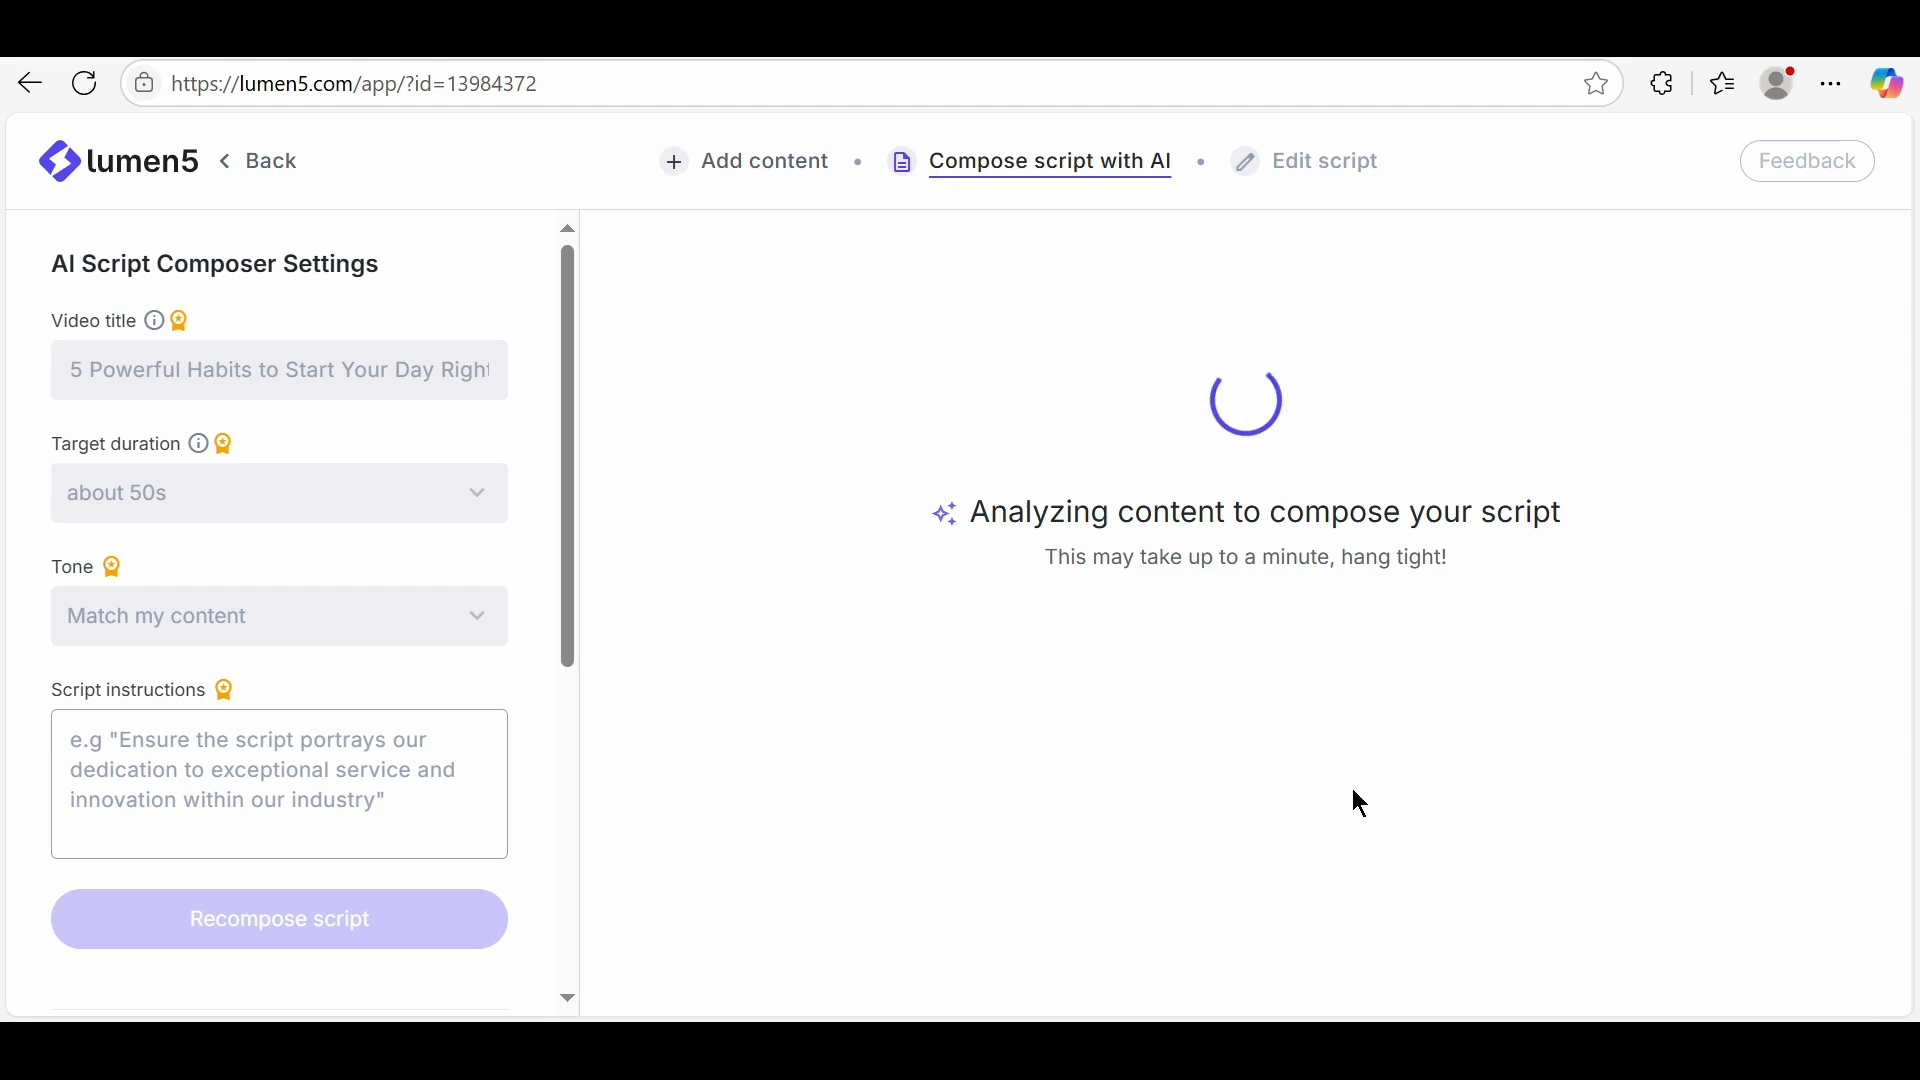 https://lumen5.com/app/?id=13984372
lumen5 Back Add content • Compose script with AI • Edit script Feedback
AI Script Composer Settings
Video title
5 Powerful Habits to Start Your Day Right
Target duration
about 50s
Tone
Match my content
Script instructions
e.g "Ensure the script portrays our
dedication to exceptional service and
innovation within our industry"
Recompose script
Analyzing content to compose your script
This may take up to a minute, hang tight!